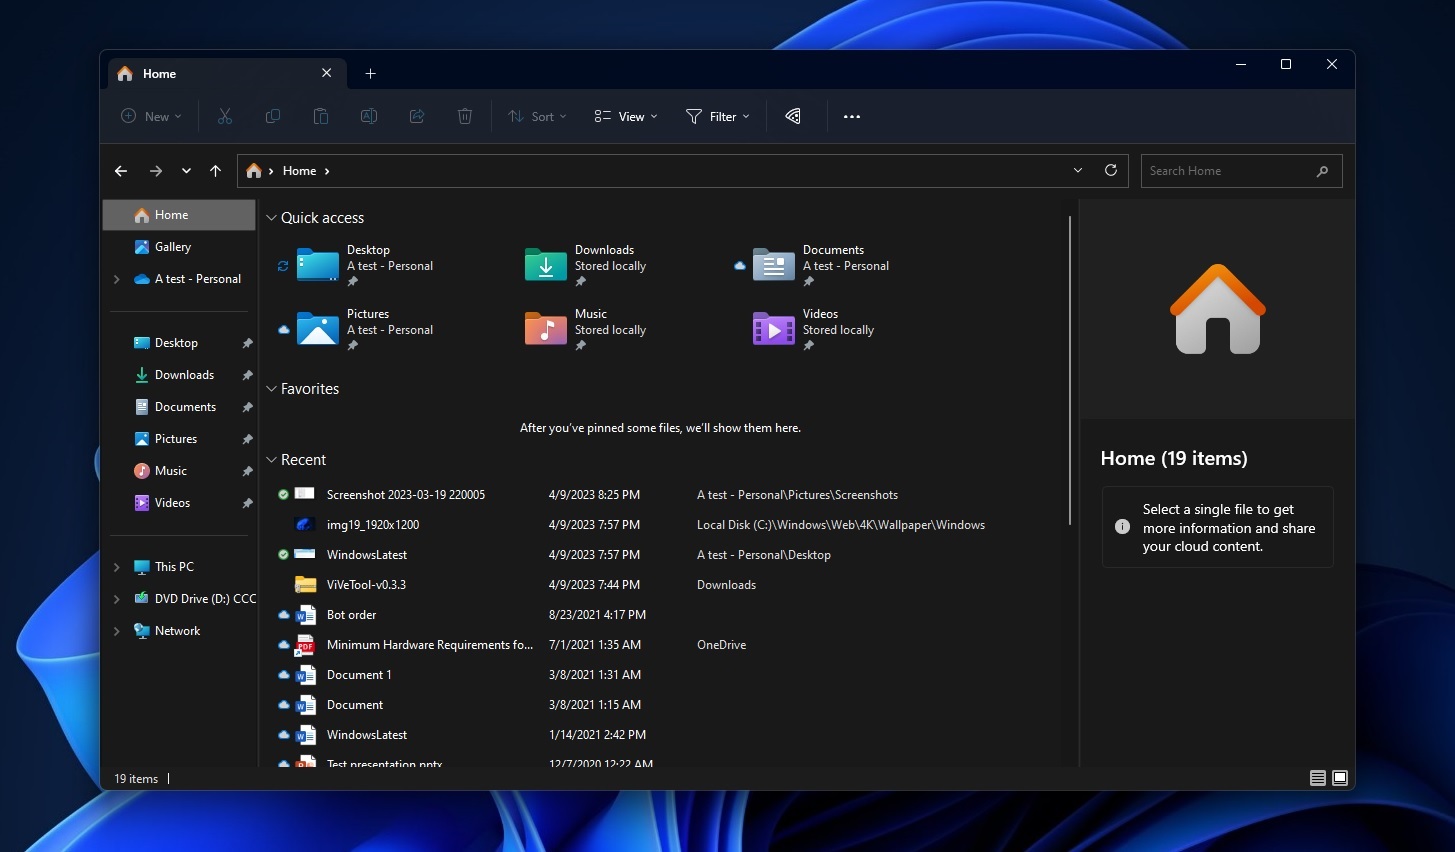 Home
New
Sort
View
Filter
Home
Search Home
Home
Gallery
A test - Personal
Desktop
Downloads
Documents
Pictures
Music
Videos
This PC
DVD Drive (D:) CCC
Network
Quick access
Desktop
A test - Personal
Downloads
Stored locally
Documents
A test - Personal
Pictures
A test - Personal
Music
Stored locally
Videos
Stored locally
Favorites
After you've pinned some files, we'll show them here.
Recent
Screenshot 2023-03-19 220005 4/9/2023 8:25 PM A test - Personal\Pictures\Screenshots
img19_1920x1200 4/9/2023 7:57 PM Local Disk (C:)\Windows\Web\4K\Wallpaper\Windows
WindowsLatest 4/9/2023 7:57 PM A test - Personal\Desktop
ViVeTool-v0.3.3 4/9/2023 7:44 PM Downloads
Bot order 8/23/2021 4:17 PM
PDF Minimum Hardware Requirements fo... 7/1/2021 1:35 AM OneDrive
Document 1 3/8/2021 1:31 AM
Document 3/8/2021 1:15 AM
WindowsLatest 1/14/2021 2:42 PM
Test presentation.pptx 12/7/2020 12:22 AM
Home (19 items)
Select a single file to get
more information and share
your cloud content.
19 items